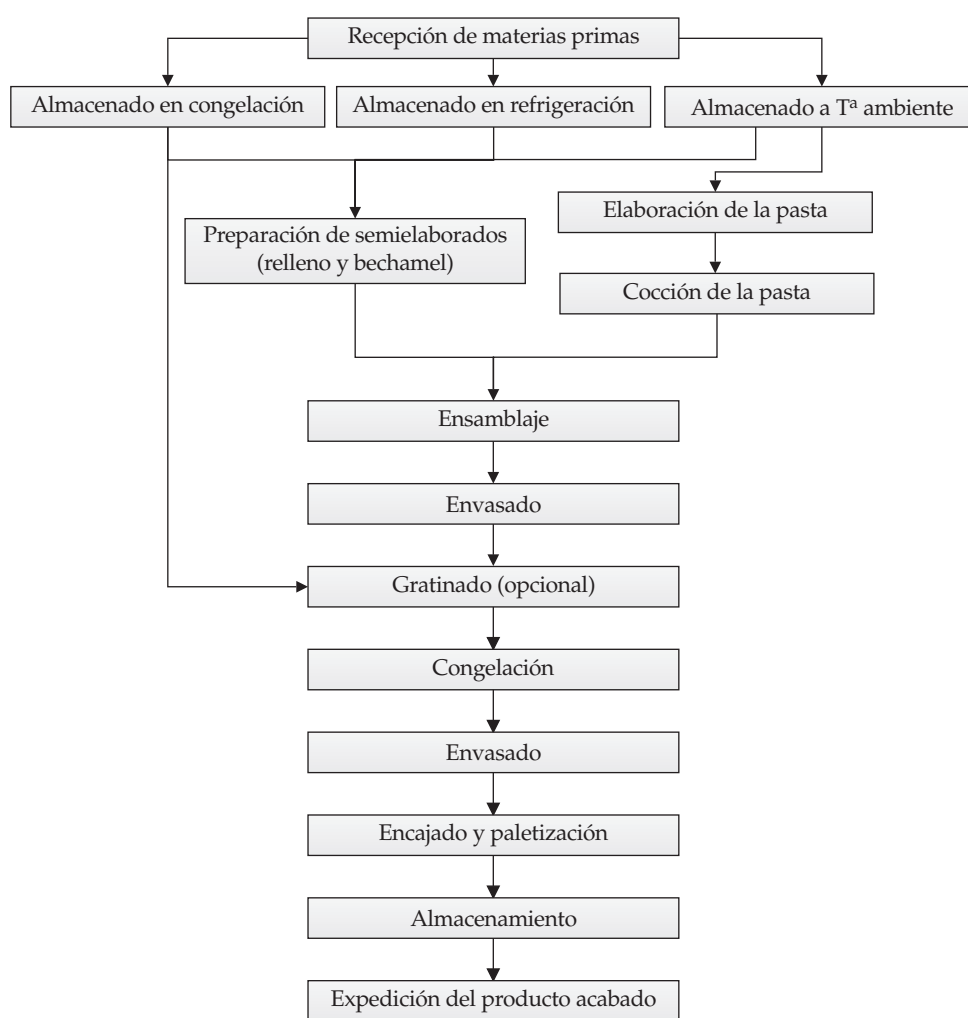 Recepción de materias primas
Almacenado en congelación
Almacenado en refrigeración
Almacenado a Tª ambiente
Elaboración de la pasta
Preparación de semielaborados
(relleno y bechamel)
Cocción de la pasta
Ensamblaje
Envasado
Gratinado (opcional)
Congelación
Envasado
Encajado y paletización
Almacenamiento
Expedición del producto acabado